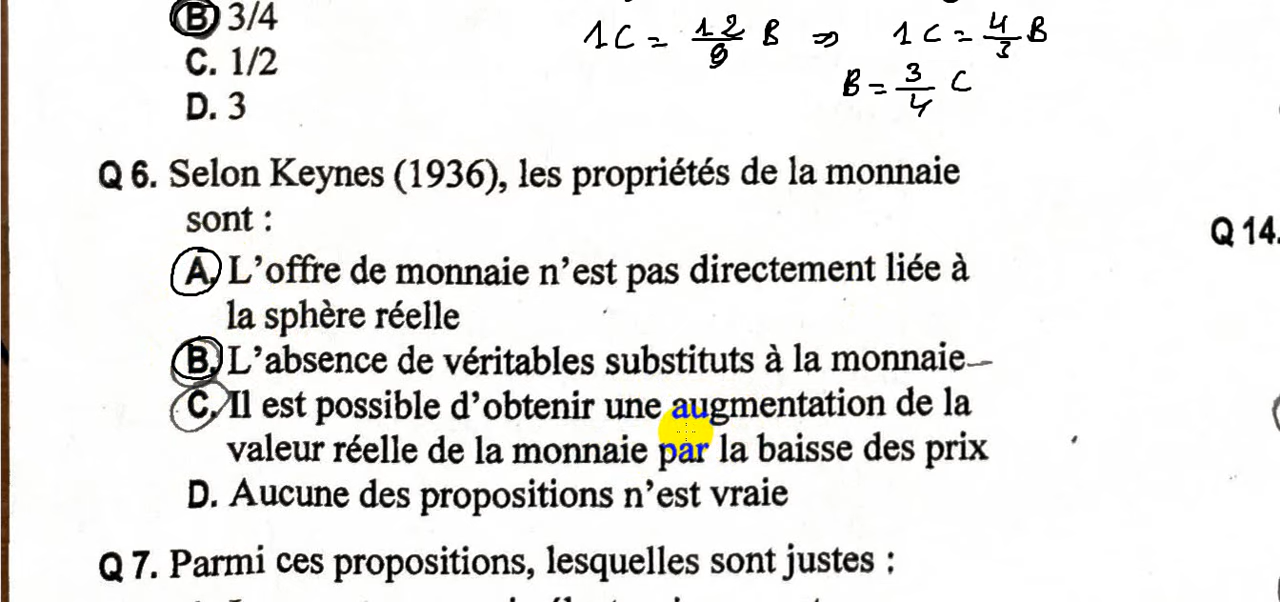 B 3/4
C. 1/2
D. 3
1C = 12/9 B ⇒ 1C = 4/3 B
B = 3/4 C
Q 6. Selon Keynes (1936), les propriétés de la monnaie
sont :
A. L'offre de monnaie n'est pas directement liée à
la sphère réelle
B. L'absence de véritables substituts à la monnaie
C. Il est possible d'obtenir une augmentation de la
valeur réelle de la monnaie par la baisse des prix
D. Aucune des propositions n'est vraie
Q 7. Parmi ces propositions, lesquelles sont justes :
Q 14.